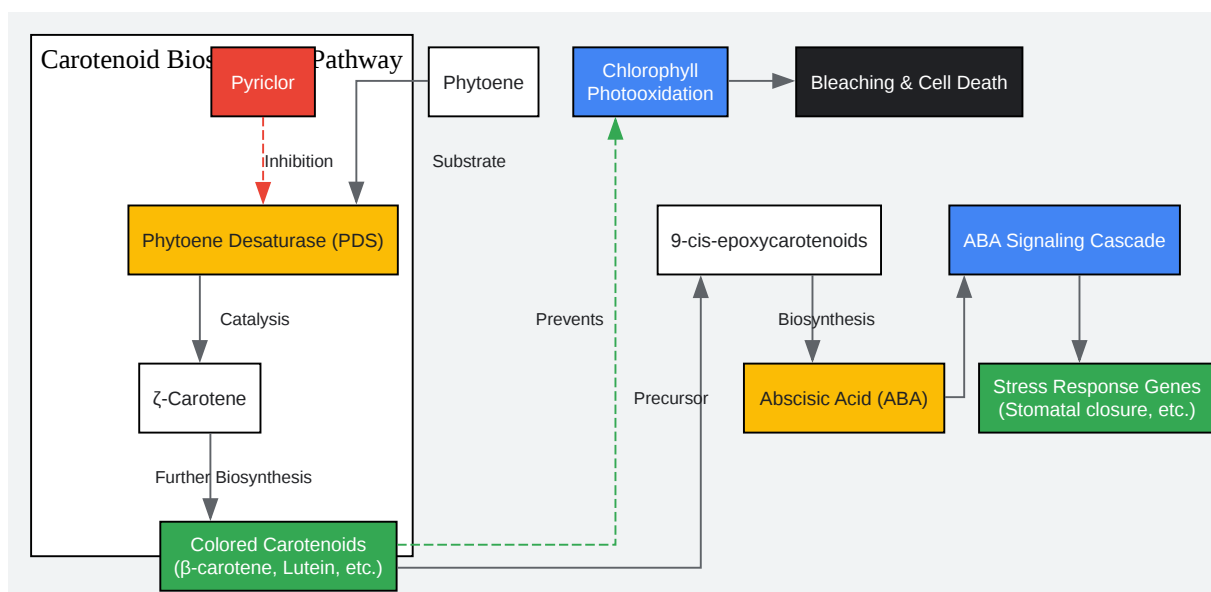 Carotenoid Bios Pathway
Pyriclor
Phytoene
Chlorophyll
Photooxidation
Bleaching & Cell Death
Inhibition
Substrate
Phytoene Desaturase (PDS)
9-cis-epoxycarotenoids
ABA Signaling Cascade
Catalysis
Prevents
Biosynthesis
ζ-Carotene
Precursor
Abscisic Acid (ABA)
Stress Response Genes
(Stomatal closure, etc.)
Further Biosynthesis
Colored Carotenoids
(β-carotene, Lutein, etc.)